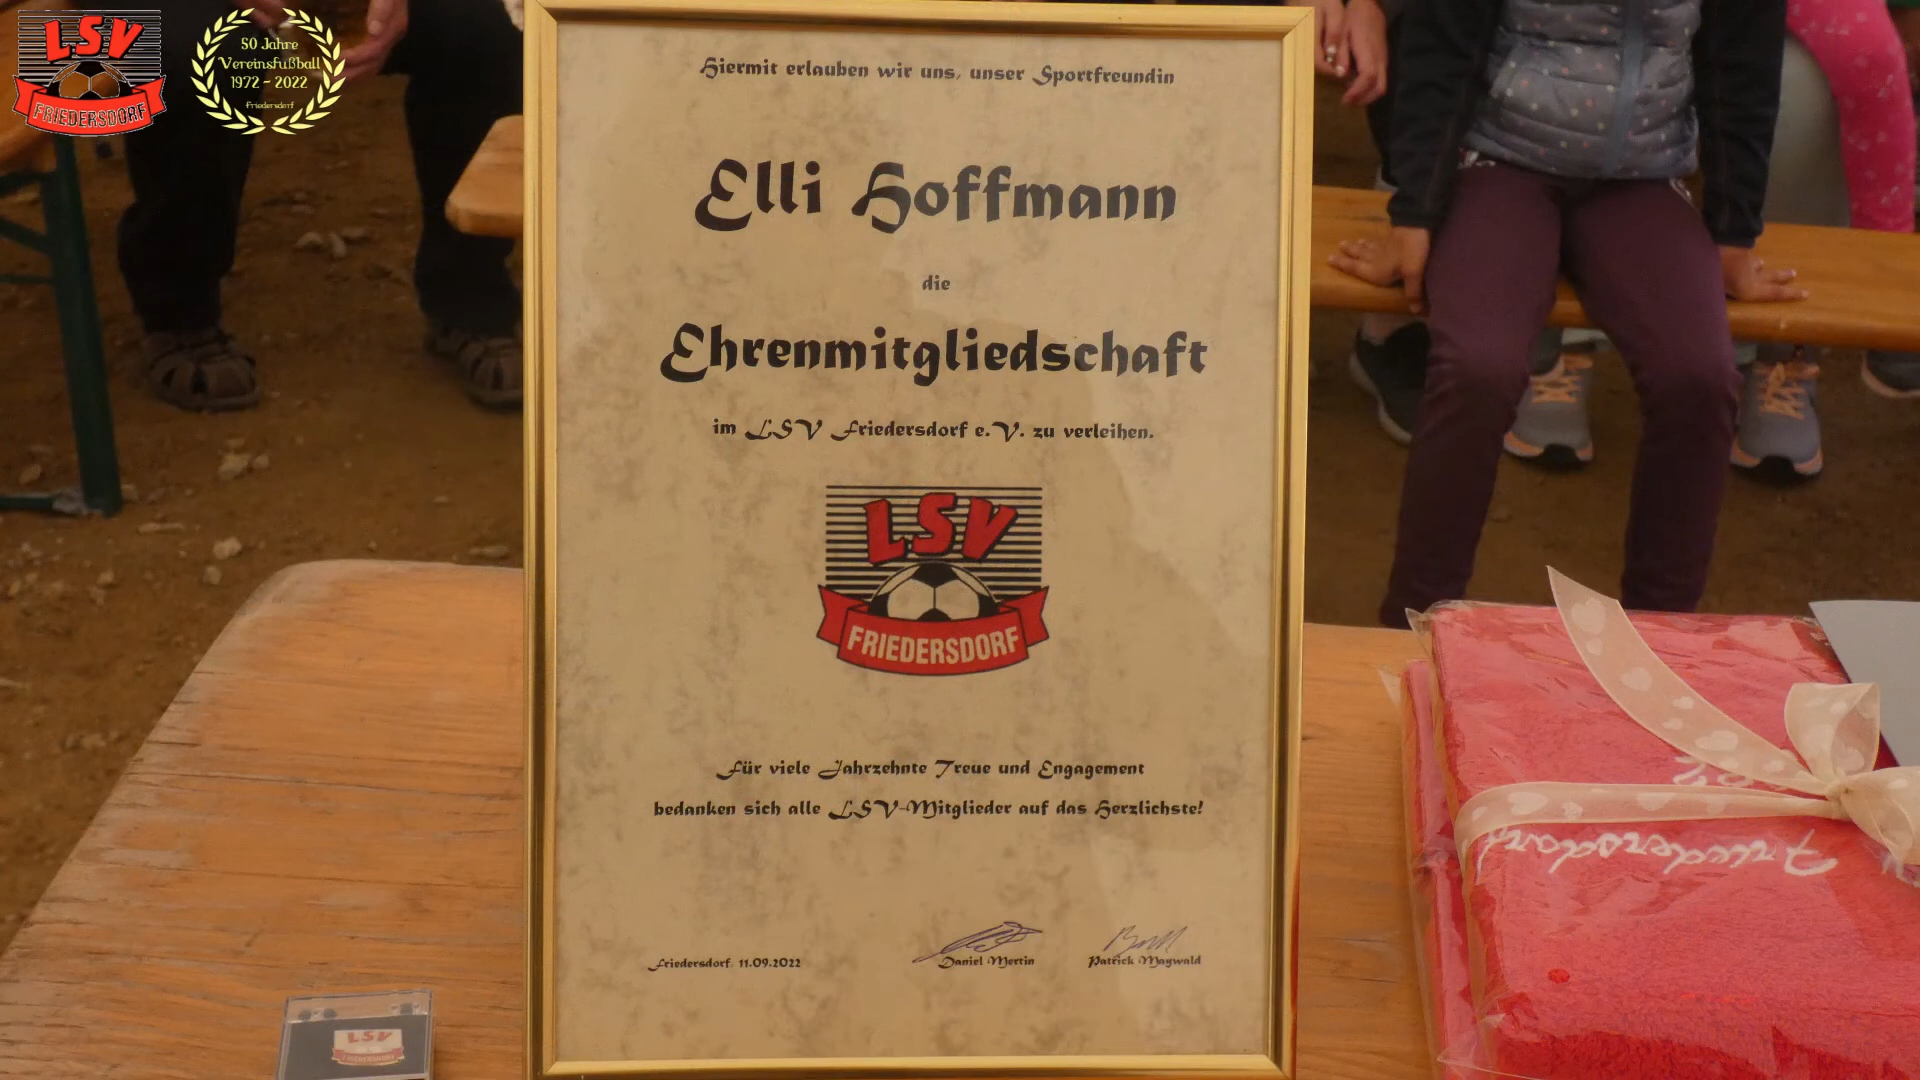 LSV
FRIEDERSDORF
50 Jahre
Vereinsfußball
1972 - 2022
Friedersdorf
Hiermit erlauben wir uns, unser Sportfreundin
Elli Hoffmann
die
Ehrenmitgliedschaft
im LSV Friedersdorf e.V. zu verleihen.
LSV
FRIEDERSDORF
Für viele Jahrzehnte Treue und Engagement
bedanken sich alle LSV-Mitglieder auf das Herzlichste!
Friedersdorf, 11.09.2022
Daniel Mertin
Patrick Maywald
LSV
FRIEDERSDORF
Friedersdorf